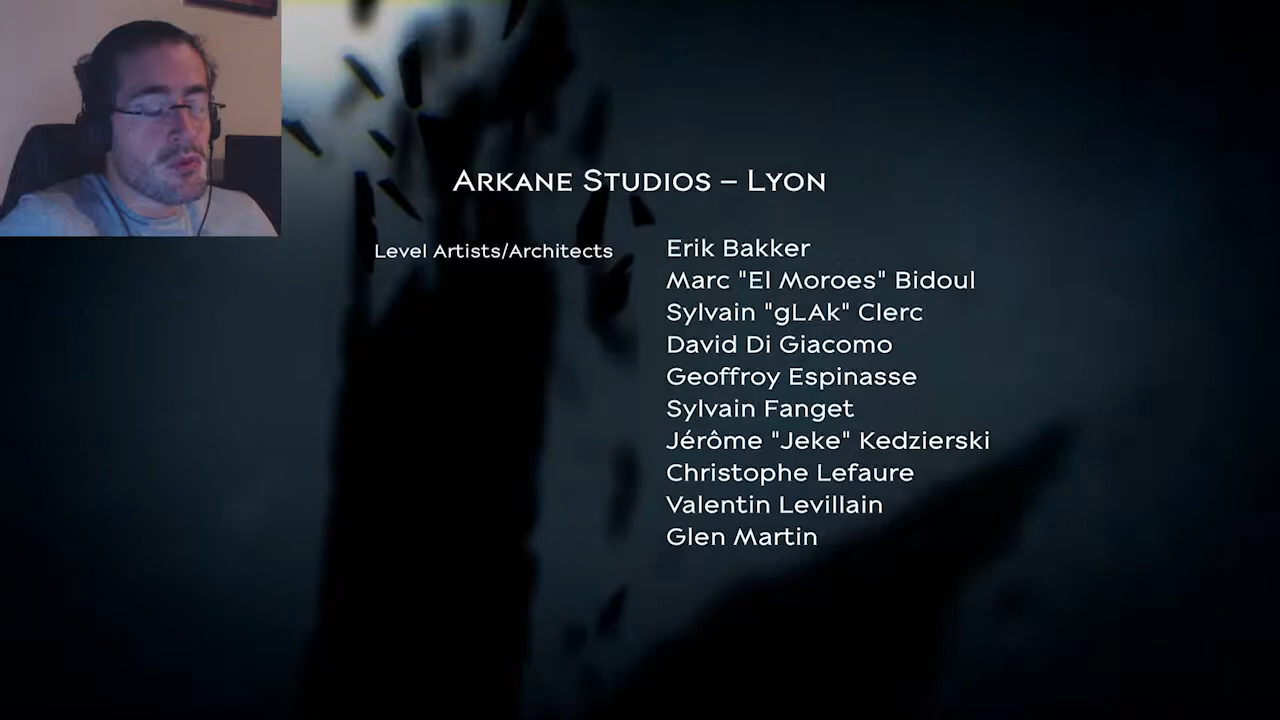 ARKANE STUDIOS – LYON
Level Artists/Architects
Erik Bakker
Marc "El Moroes" Bidoul
Sylvain "gLAk" Clerc
David Di Giacomo
Geoffroy Espinasse
Sylvain Fanget
Jérôme "Jeke" Kedzierski
Christophe Lefaure
Valentin Levillain
Glen Martin